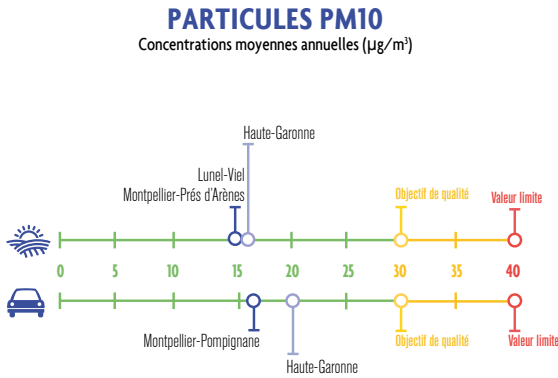 PARTICULES PM10
Concentrations moyennes annuelles (µg/m³)
Haute-Garonne
Lunel-Viel
Montpellier-Prés d'Arènes
Objectif de qualité
Valeur limite
0 5 10 15 20 25 30 35 40
Montpellier-Pompignane
Objectif de qualité
Valeur limite
Haute-Garonne